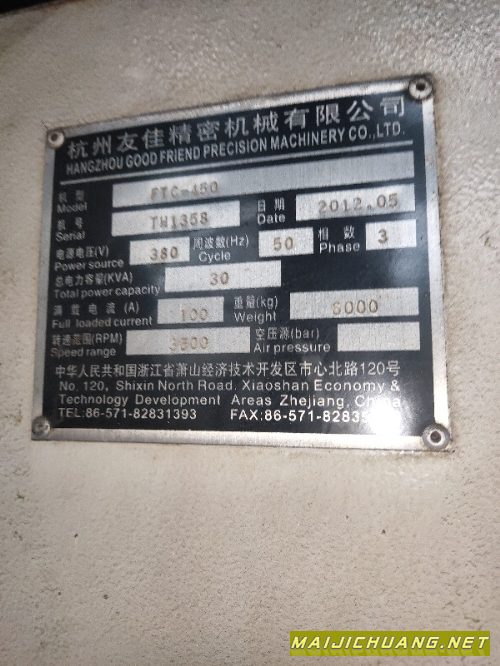 杭州友佳精密机械有限公司
HANGZHOU GOOD FRIEND PRECISION MACHINERY CO.,LTD.
机型 Model FTC-450
机号 Serial TW1358 日期 Date 2012.05
电源电压(V) Power source 380 周波数(Hz) Cycle 50 相数 Phase 3
总电力容量(KVA) Total power capacity 30
满载电流(A) Full loaded current 100 重量(kg) Weight 6000
转速范围(RPM) Speed range 3500 空压源(bar) Air pressure
中华人民共和国浙江省萧山经济技术开发区市心北路120号
No. 120, Shixin North Road. Xiaoshan Economy &
Technology Development Areas Zhejiang, China
TEL:86-571-82831393 FAX:86-571-8283
MAIJICHUANG.NET